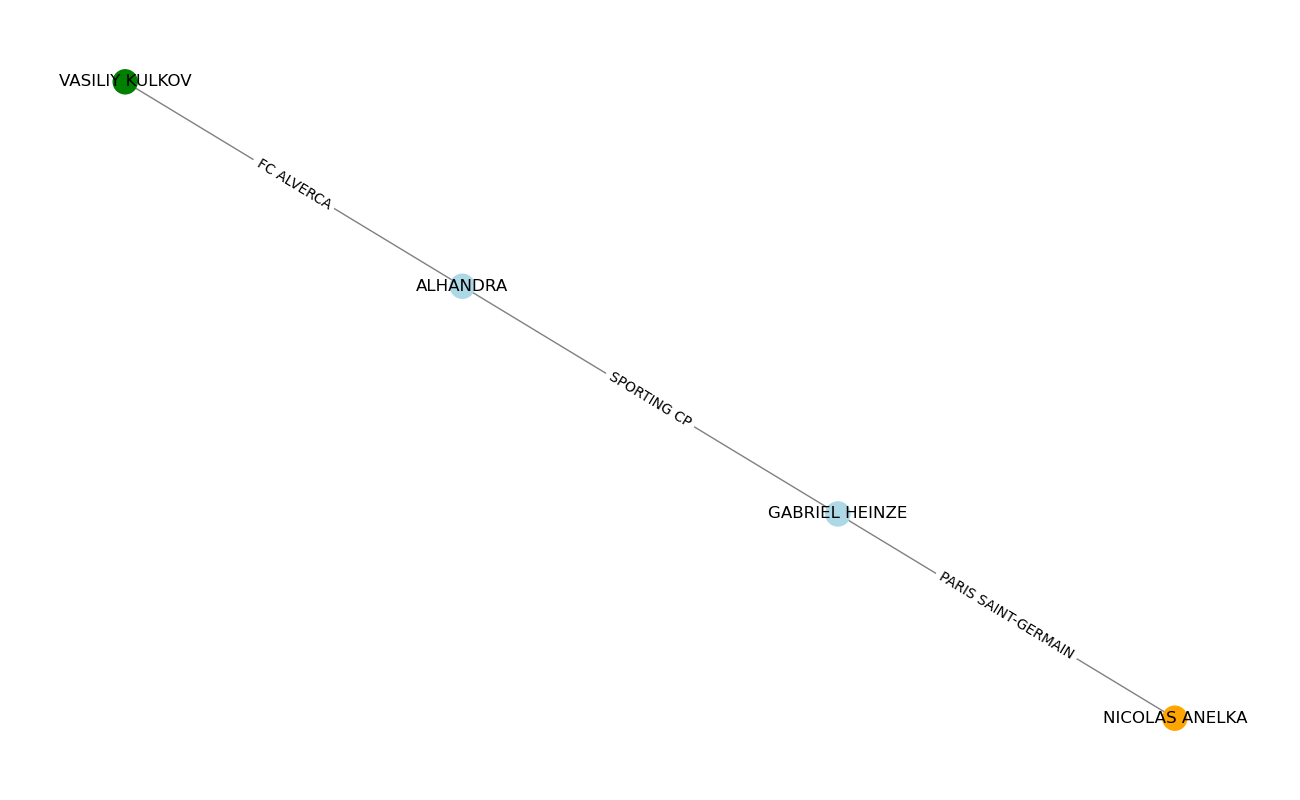 VASILIY KULKOV
FC ALVERCA
ALHANDRA
SPORTING CP
GABRIEL HEINZE
PARIS SAINT-GERMAIN
NICOLAS ANELKA